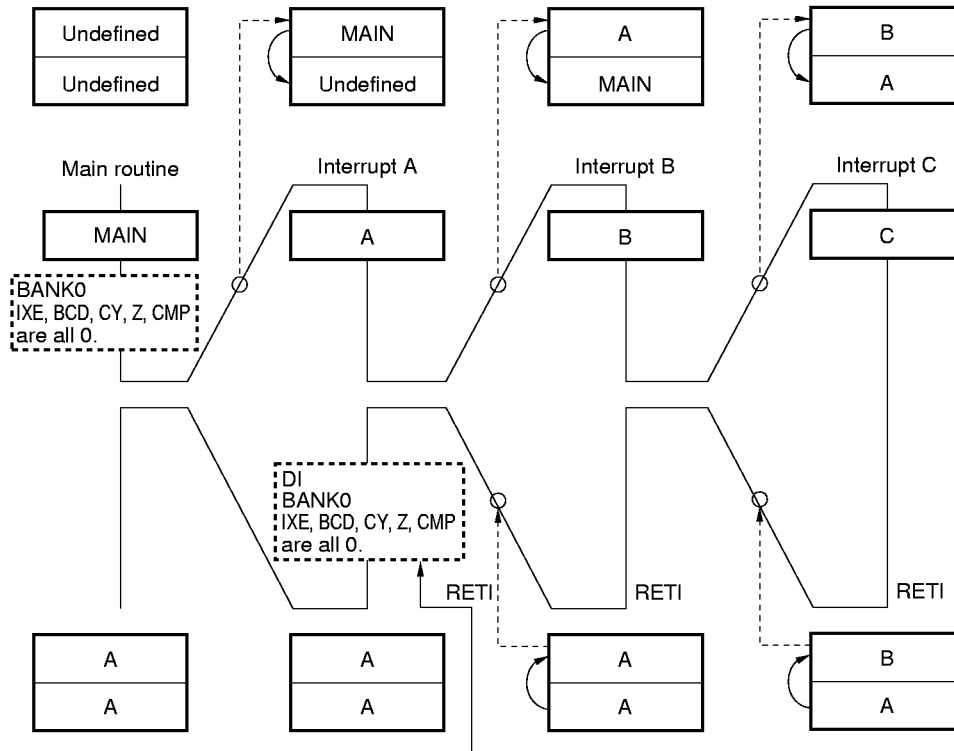 Undefined
Undefined
MAIN
Undefined
A
MAIN
B
A
Main routine
Interrupt A
Interrupt B
Interrupt C
MAIN
A
B
C
BANK0
IXE, BCD, CY, Z, CMP
are all 0.
DI
BANK0
IXE, BCD, CY, Z, CMP
are all 0.
RETI
RETI
RETI
A
A
A
A
A
A
B
A